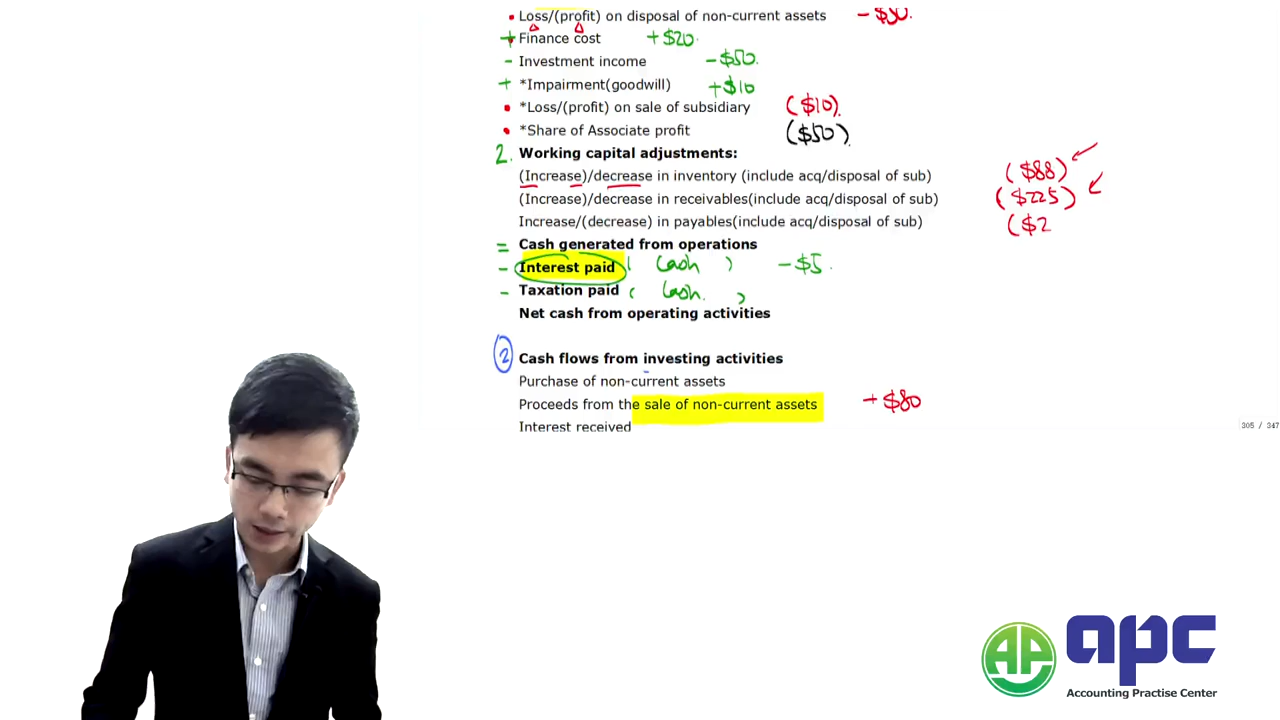 • Loss/(profit) on disposal of non-current assets - $30.
+ Finance cost +$20.
- Investment income -$50.
+ *Impairment(goodwill) +$10
• *Loss/(profit) on sale of subsidiary ($10).
• *Share of Associate profit ($50).
2. Working capital adjustments:
(Increase)/decrease in inventory (include acq/disposal of sub) ($88)
(Increase)/decrease in receivables(include acq/disposal of sub) ($225)
Increase/(decrease) in payables(include acq/disposal of sub) ($2
= Cash generated from operations
- Interest paid ( Cash ) -$5.
- Taxation paid ( Cash. )
Net cash from operating activities
2 Cash flows from investing activities
Purchase of non-current assets
Proceeds from the sale of non-current assets +$80
Interest received
305 / 347
AP
apc
Accounting Practise Center